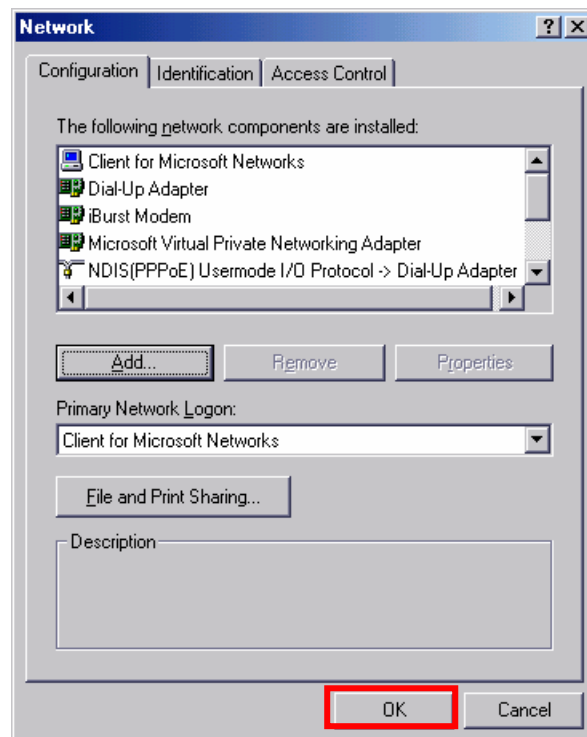 Network
Configuration Identification Access Control
The following network components are installed:
Client for Microsoft Networks
Dial-Up Adapter
iBurst Modem
Microsoft Virtual Private Networking Adapter
NDIS(PPPoE) Usermode I/O Protocol -> Dial-Up Adapter
Add... Remove Properties
Primary Network Logon:
Client for Microsoft Networks
File and Print Sharing...
Description
OK Cancel